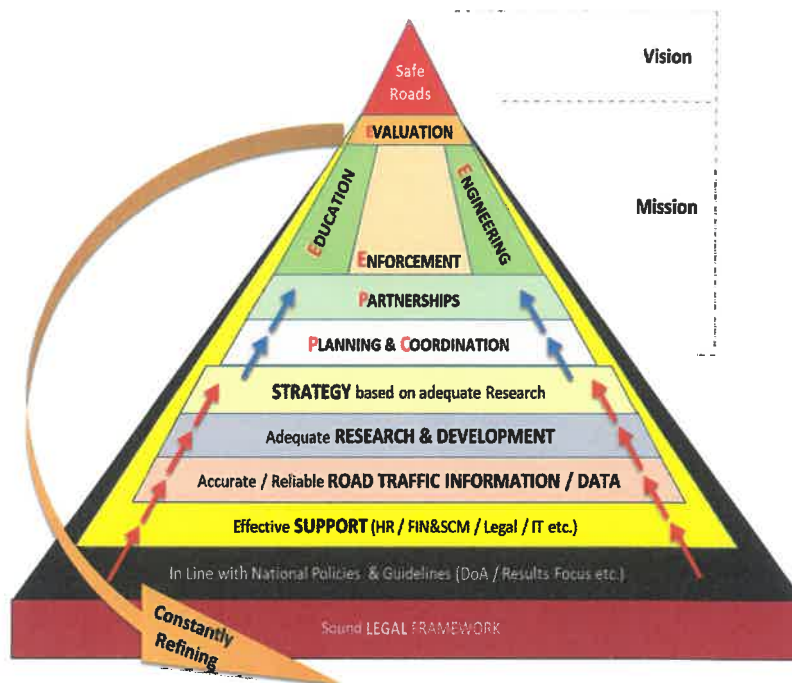 Safe
Roads
Vision
EVALUATION
Mission
EDUCATION
ENGINEERING
ENFORCEMENT
PARTNERSHIPS
PLANNING & COORDINATION
STRATEGY based on adequate Research
Adequate RESEARCH & DEVELOPMENT
Accurate / Reliable ROAD TRAFFIC INFORMATION / DATA
Effective SUPPORT (HR / FIN&SCM / Legal / IT etc.)
In Line with National Policies & Guidelines (DoA / Results Focus etc.)
Sound LEGAL FRAMEWORK
Constantly
Refining